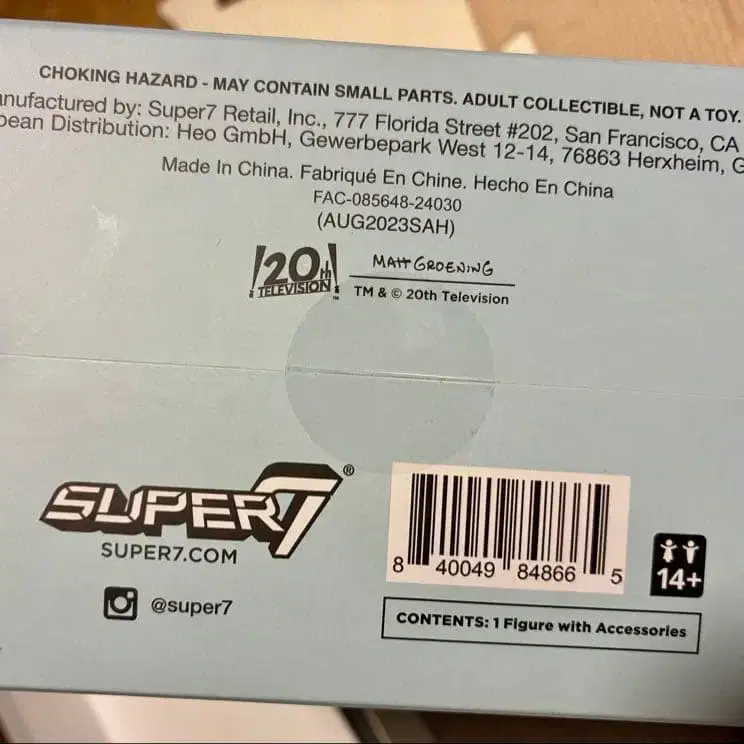 CHOKING HAZARD - MAY CONTAIN SMALL PARTS. ADULT COLLECTIBLE, NOT A TOY.
by: Super7 Retail, Inc., 777 Florida Street #202, San Francisco, CA
Distribution: Heo GmbH, Gewerbepark West 12-14, 76863 Herxheim,
Made In China. Fabriqué En Chine. Hecho En China
FAC-085648-24030
(AUG2023SAH)
20th
TELEVISION
™
MATT GROENING
TM & © 20th Television
SUPER7®
SUPER7.COM
@super7
8 40049 84866 5
14+
CONTENTS: 1 Figure with Accessories